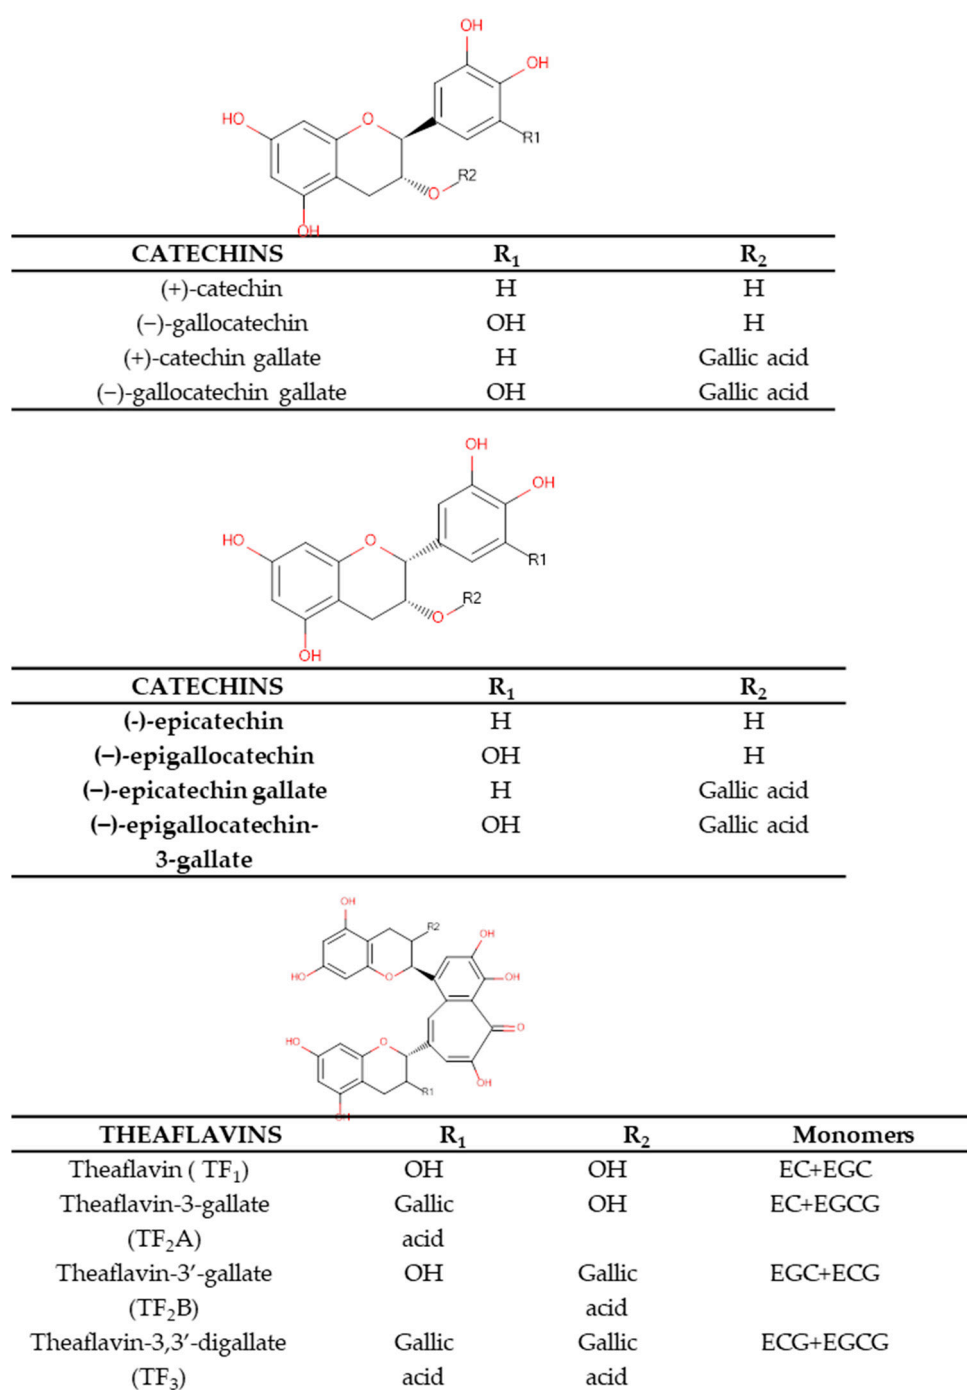 OH
OH
HO
O
R1
R2
O
OH
CATECHINS R₁ R₂
(+)-catechin H H
(−)-gallocatechin OH H
(+)-catechin gallate H Gallic acid
(−)-gallocatechin gallate OH Gallic acid
OH
OH
HO
O
R1
R2
O
OH
CATECHINS R₁ R₂
(-)-epicatechin H H
(−)-epigallocatechin OH H
(−)-epicatechin gallate H Gallic acid
(−)-epigallocatechin- OH Gallic acid
3-gallate
OH
R2
OH
HO
O
OH
O
HO
O
OH
R1
OH
THEAFLAVINS R₁ R₂ Monomers
Theaflavin ( TF₁) OH OH EC+EGC
Theaflavin-3-gallate Gallic OH EC+EGCG
(TF₂A) acid
Theaflavin-3′-gallate OH Gallic EGC+ECG
(TF₂B) acid
Theaflavin-3,3′-digallate Gallic Gallic ECG+EGCG
(TF₃) acid acid